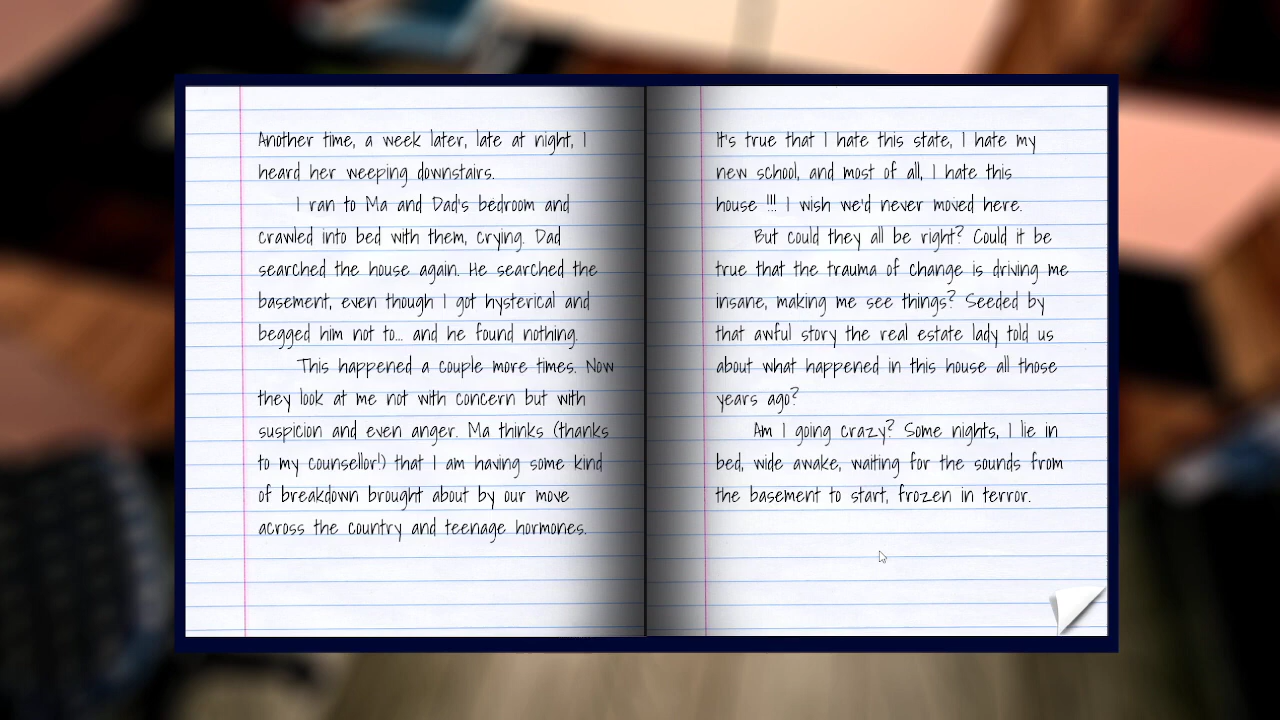 Another time, a week later, late at night, I
heard her weeping downstairs.
I ran to Ma and Dad's bedroom and
crawled into bed with them, crying. Dad
searched the house again. He searched the
basement, even though I got hysterical and
begged him not to... and he found nothing.
This happened a couple more times. Now
they look at me not with concern but with
suspicion and even anger. Ma thinks (thanks
to my counsellor!) that I am having some kind
of breakdown brought about by our move
across the country and teenage hormones.
It's true that I hate this state, I hate my
new school, and most of all, I hate this
house !!! I wish we'd never moved here.
But could they all be right? Could it be
true that the trauma of change is driving me
insane, making me see things? Seeded by
that awful story the real estate lady told us
about what happened in this house all those
years ago?
Am I going crazy? Some nights, I lie in
bed, wide awake, waiting for the sounds from
the basement to start, frozen in terror.